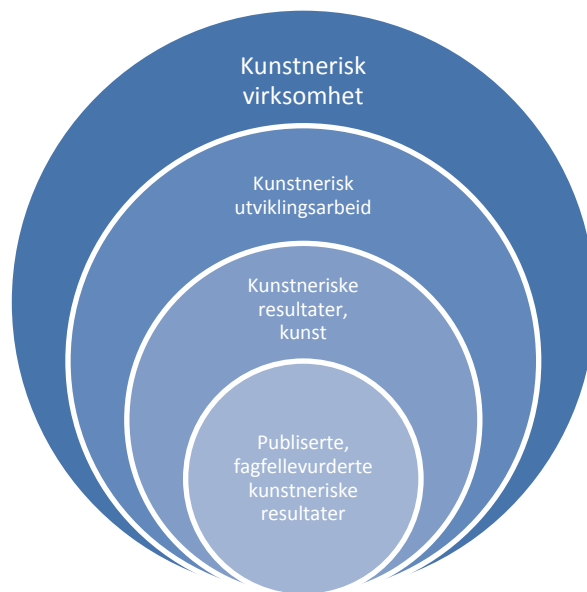 Kunstnerisk
virksomhet
Kunstnerisk
utviklingsarbeid
Kunstneriske
resultater,
kunst
Publiserte,
fagfellevurderte
kunstneriske
resultater